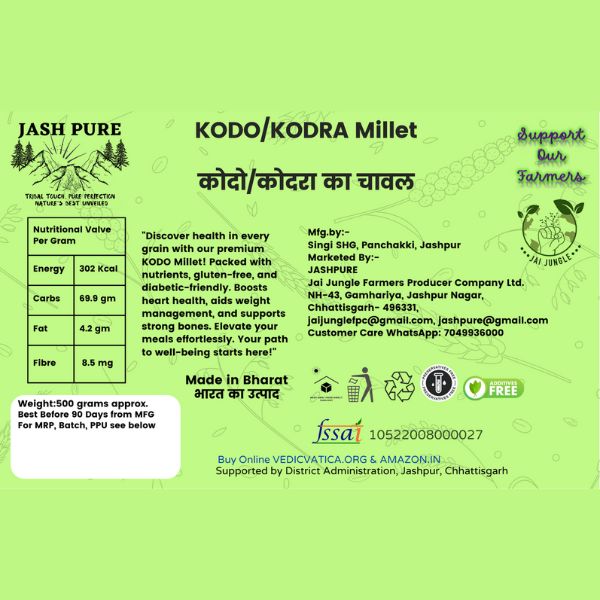 JASH PURE
TRIBAL TOUCH, PURE PERFECTION
NATURE'S BEST UNVEILED
KODO/KODRA Millet
कोदो/कोदरा का चावल
Support
Our
Farmers
JAI JUNGLE
Nutritional Valve
Per Gram
Energy 302 Kcal
Carbs 69.9 gm
Fat 4.2 gm
Fibre 8.5 mg
"Discover health in every
grain with our premium
KODO Millet! Packed with
nutrients, gluten-free, and
diabetic-friendly. Boosts
heart health, aids weight
management, and supports
strong bones. Elevate your
meals effortlessly. Your path
to well-being starts here!"
Made in Bharat
भारत का उत्पाद
Mfg.by:-
Singi SHG, Panchakki, Jashpur
Marketed By:-
JASHPURE
Jai Jungle Farmers Producer Company Ltd.
NH-43, Gamhariya, Jashpur Nagar,
Chhattisgarh- 496331,
jaijunglefpc@gmail.com, jashpure@gmail.com
Customer Care WhatsApp: 7049936000
PRESERVATIVES FREE
ADDITIVES
FREE
Weight:500 grams approx.
Best Before 90 Days from MFG
For MRP, Batch, PPU see below
fssai 10522008000027
Buy Online VEDICVATICA.ORG & AMAZON.IN
Supported by District Administration, Jashpur, Chhattisgarh